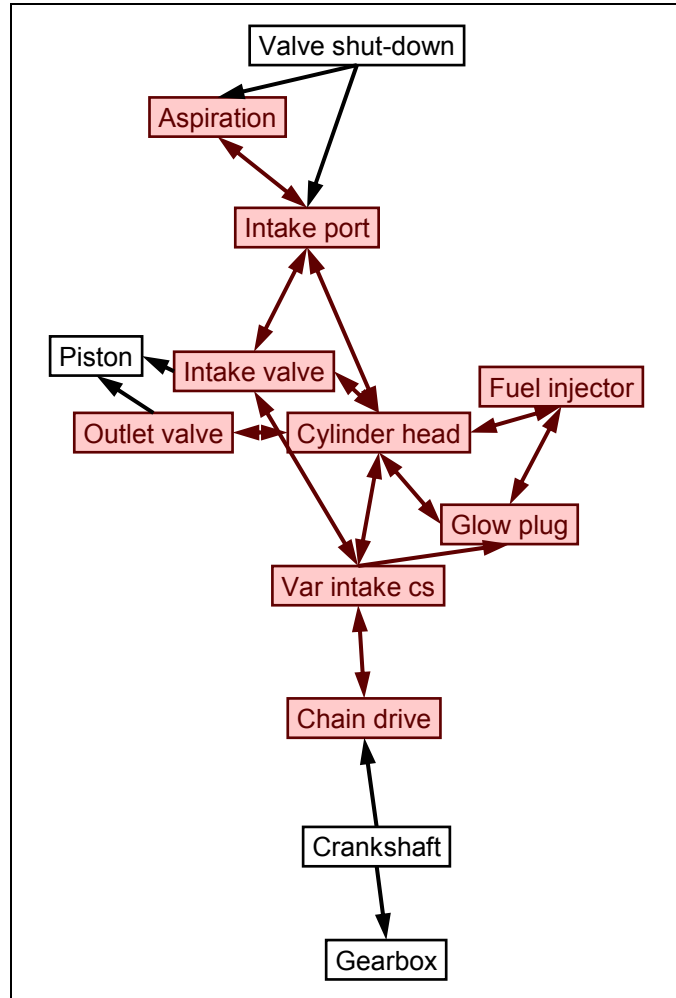 Valve shut-down
Aspiration
Intake port
Piston
Intake valve
Fuel injector
Outlet valve
Cylinder head
Glow plug
Var intake cs
Chain drive
Crankshaft
Gearbox